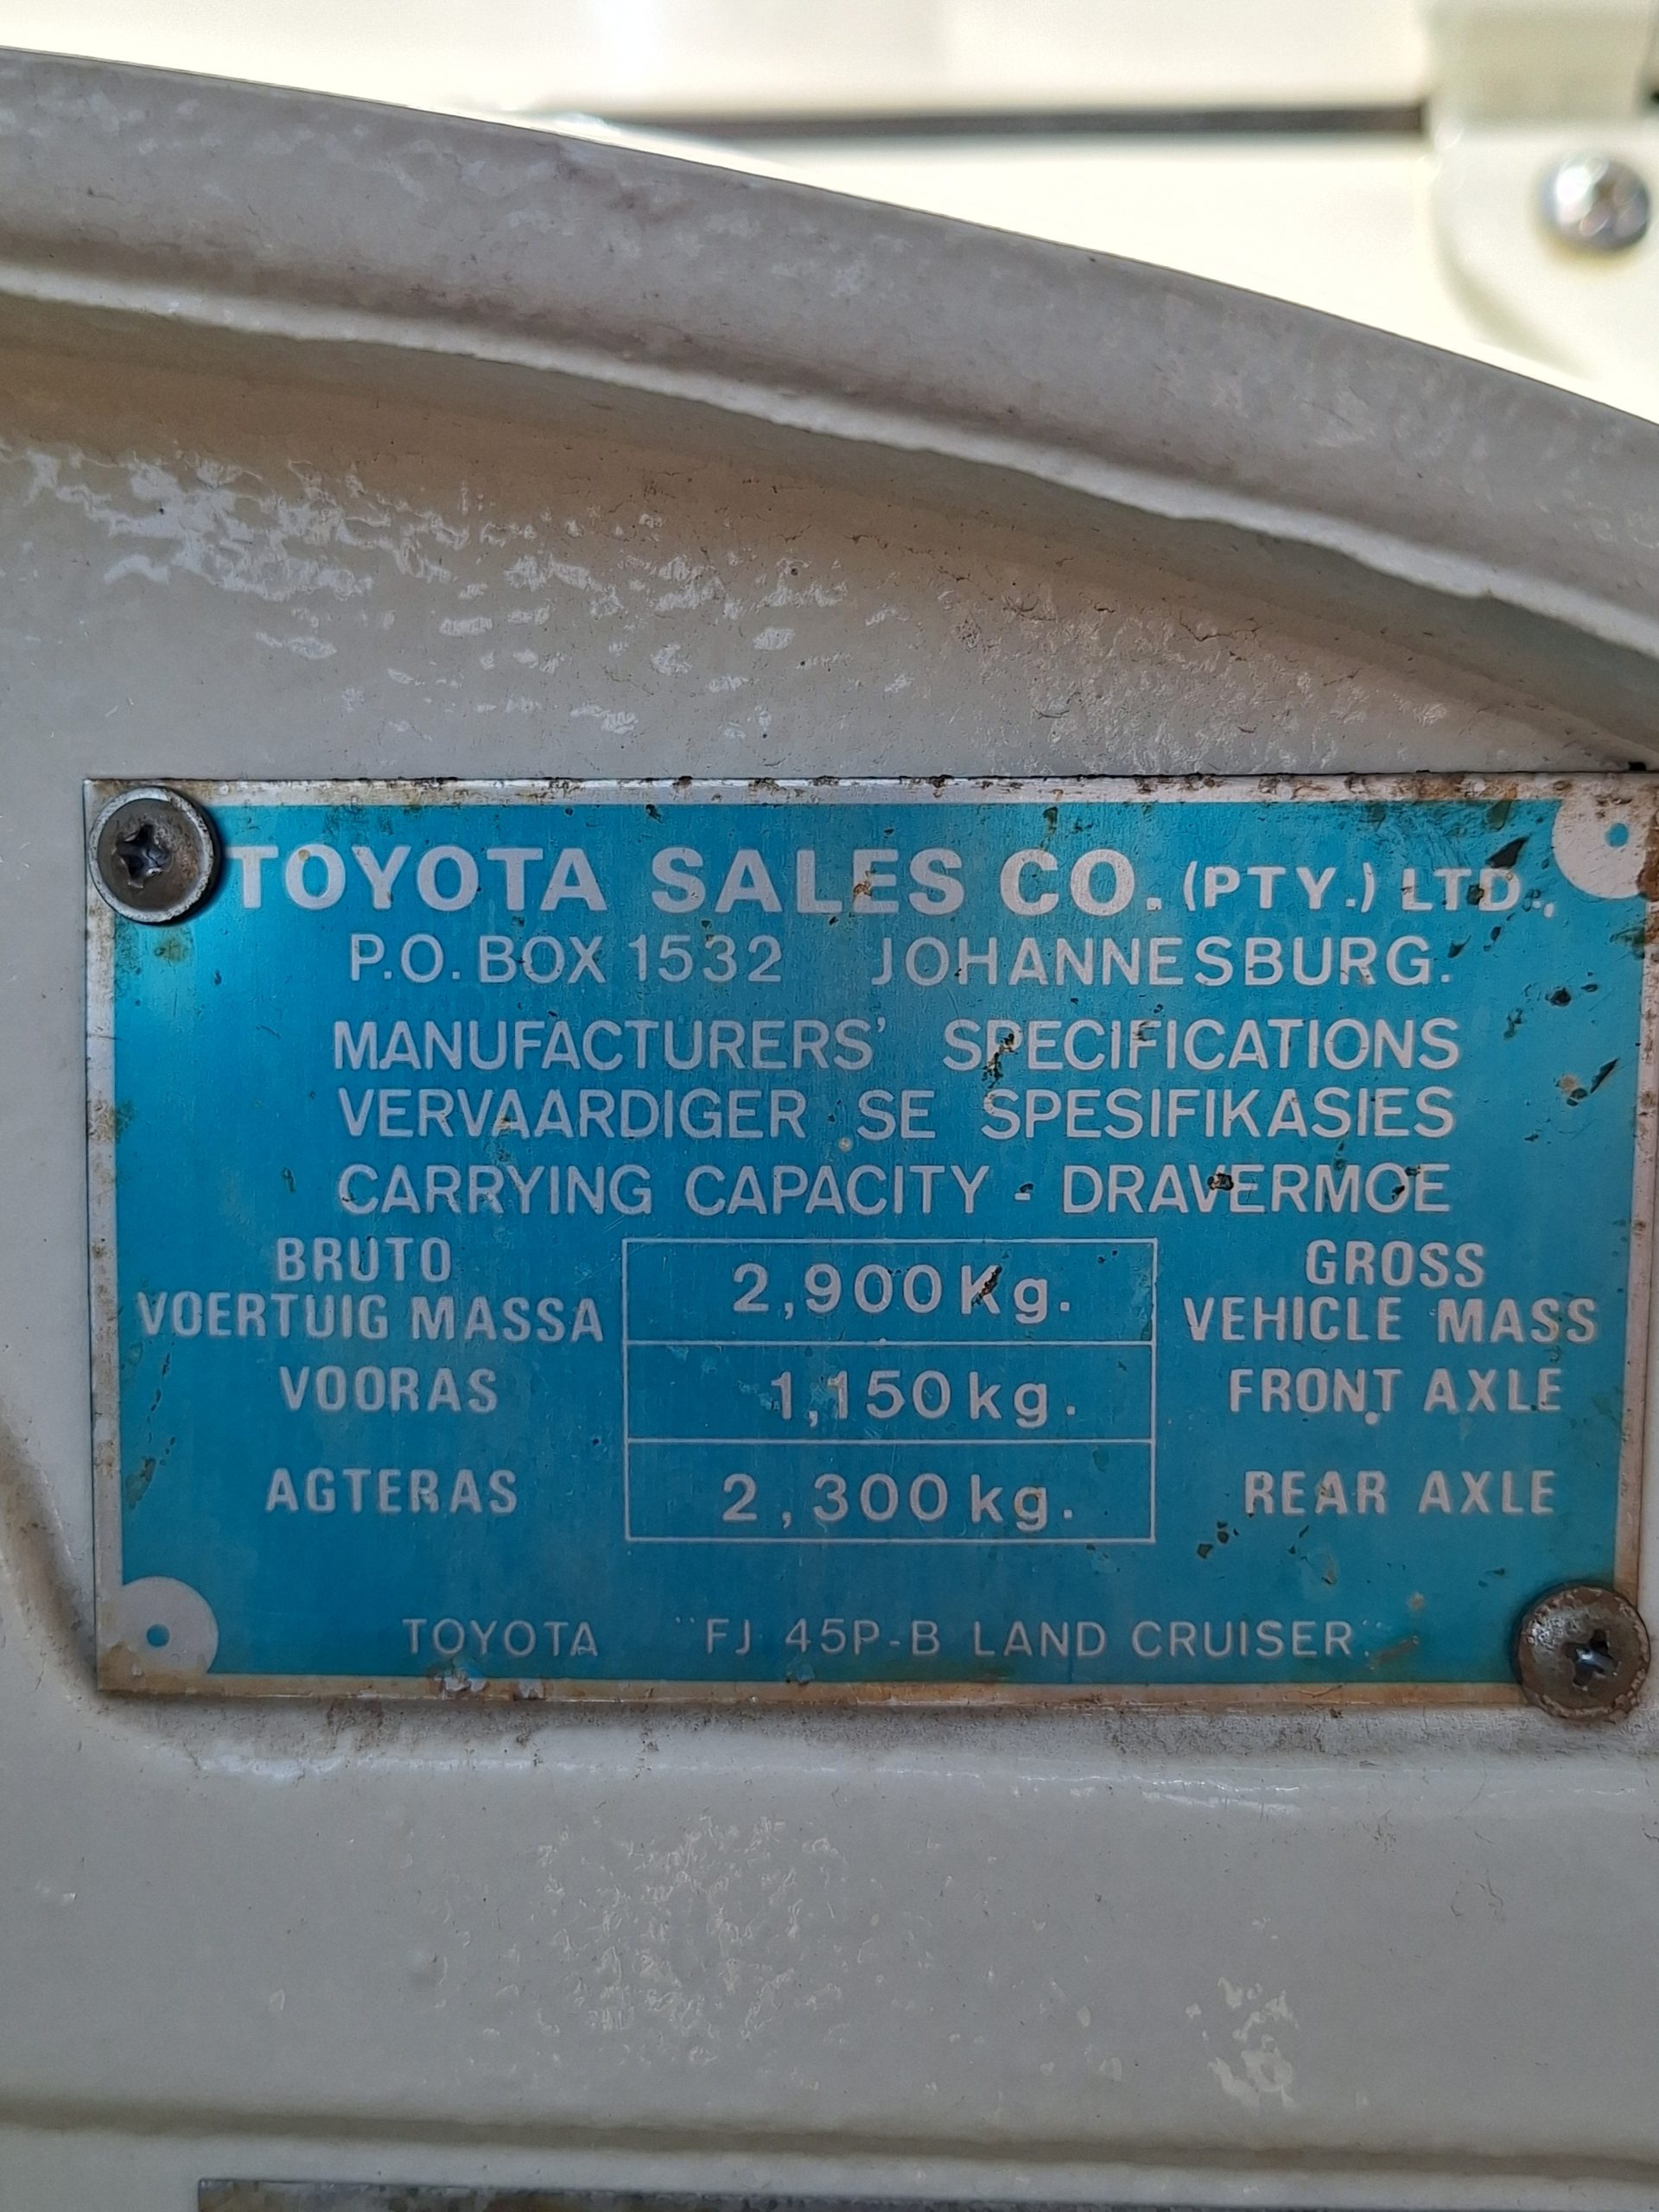 TOYOTA SALES CO. (PTY.) LTD.,
P.O. BOX 1532 JOHANNESBURG.
MANUFACTURERS' SPECIFICATIONS
VERVAARDIGER SE SPESIFIKASIES
CARRYING CAPACITY - DRAVERMOE
BRUTO VOERTUIG MASSA 2,900Kg. GROSS VEHICLE MASS
VOORAS 1,150kg. FRONT AXLE
AGTERAS 2,300kg. REAR AXLE
TOYOTA "FJ 45P-B LAND CRUISER"